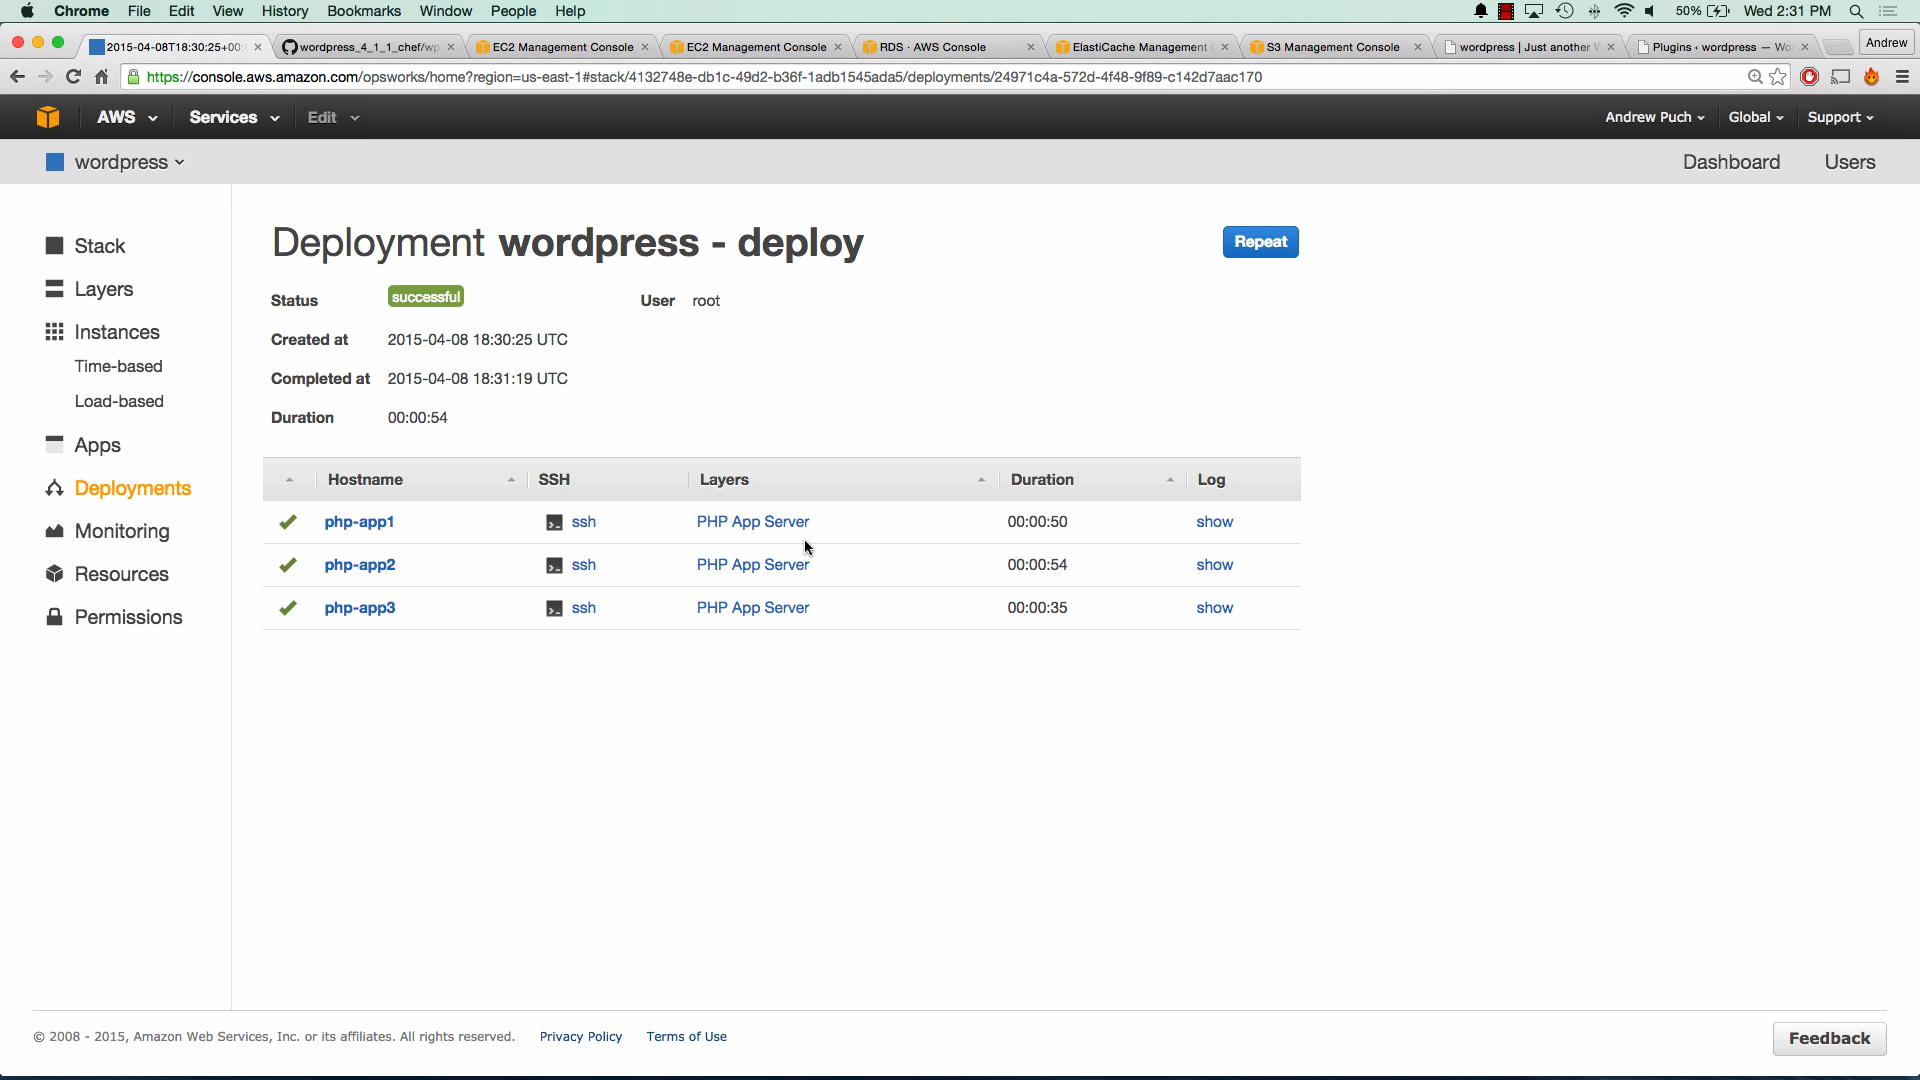 Chrome File Edit View History Bookmarks Window People Help 50% Wed 2:31 PM
2015-04-08T18:30:25+00: wordpress_4_1_1_chef/wp EC2 Management Console EC2 Management Console RDS · AWS Console ElastiCache Management S3 Management Console wordpress | Just another Plugins ‹ wordpress — Wo Andrew
https://console.aws.amazon.com/opsworks/home?region=us-east-1#stack/4132748e-db1c-49d2-b36f-1adb1545ada5/deployments/24971c4a-572d-4f48-9f89-c142d7aac170
AWS Services Edit Andrew Puch Global Support
wordpress Dashboard Users
Stack
Layers
Instances
Time-based
Load-based
Apps
Deployments
Monitoring
Resources
Permissions
Deployment wordpress - deploy Repeat
Status successful User root
Created at 2015-04-08 18:30:25 UTC
Completed at 2015-04-08 18:31:19 UTC
Duration 00:00:54
Hostname SSH Layers Duration Log
php-app1 ssh PHP App Server 00:00:50 show
php-app2 ssh PHP App Server 00:00:54 show
php-app3 ssh PHP App Server 00:00:35 show
© 2008 - 2015, Amazon Web Services, Inc. or its affiliates. All rights reserved. Privacy Policy Terms of Use Feedback